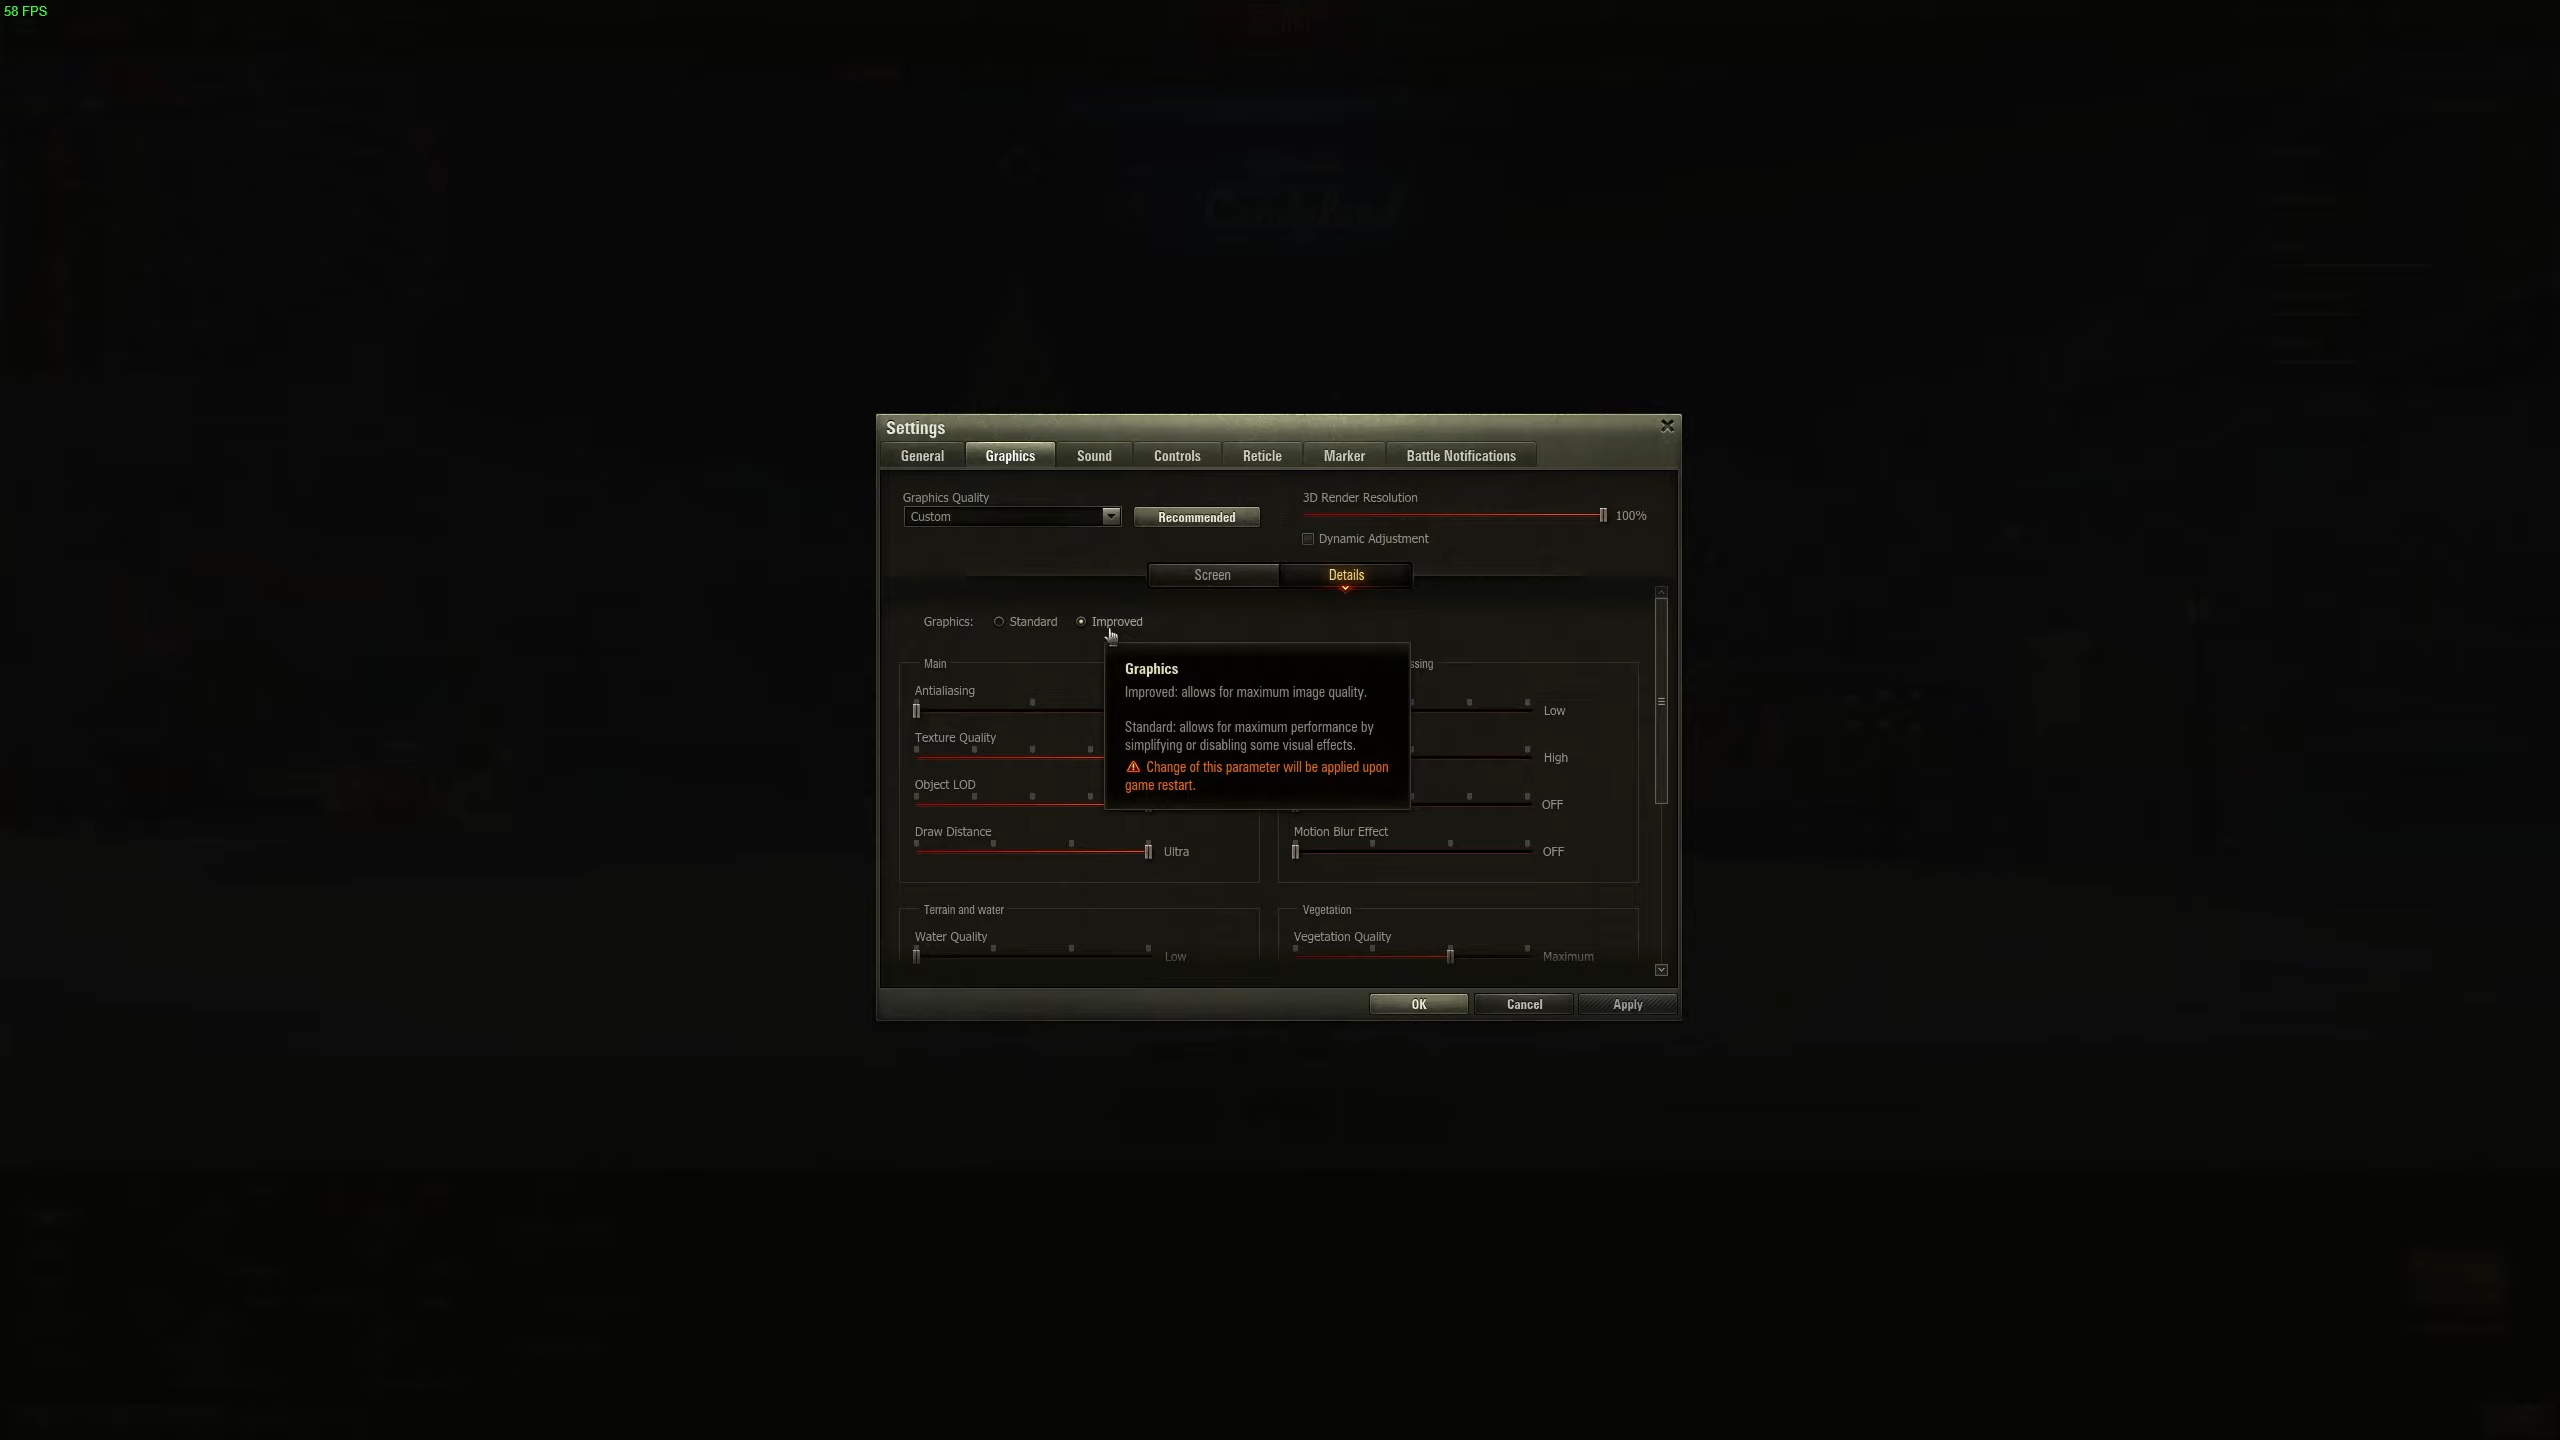 58 FPS
Settings
General Graphics Sound Controls Reticle Marker Battle Notifications
Graphics Quality
3D Render Resolution
Custom
Recommended
100%
Dynamic Adjustment
Screen Details
Graphics: Standard Improved
Main
ssing
Antialiasing
Low
Texture Quality
High
Object LOD
OFF
Draw Distance
Ultra
Motion Blur Effect
OFF
Graphics
Improved: allows for maximum image quality.
Standard: allows for maximum performance by
simplifying or disabling some visual effects.
Change of this parameter will be applied upon
game restart.
Terrain and water
Water Quality
Low
Vegetation
Vegetation Quality
Maximum
OK Cancel Apply
Candyland